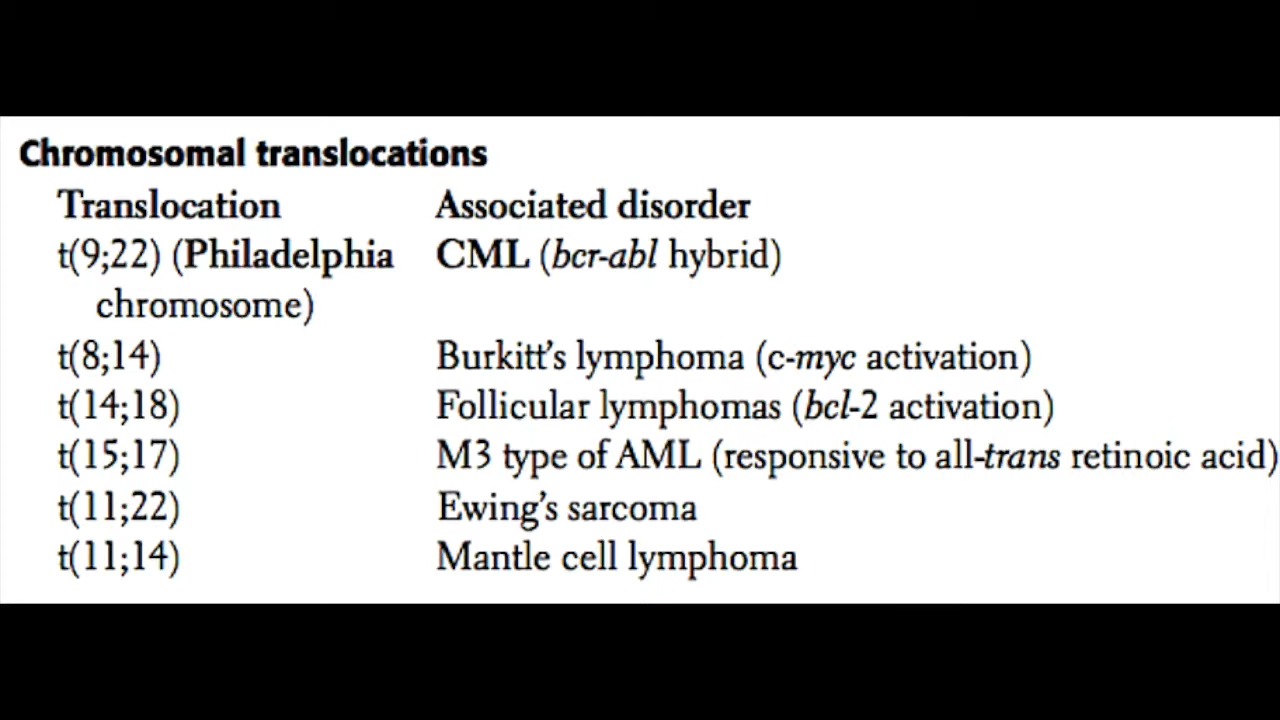 Chromosomal translocations
Translocation Associated disorder
t(9;22) (Philadelphia CML (bcr-abl hybrid)
chromosome)
t(8;14) Burkitt's lymphoma (c-myc activation)
t(14;18) Follicular lymphomas (bcl-2 activation)
t(15;17) M3 type of AML (responsive to all-trans retinoic acid)
t(11;22) Ewing's sarcoma
t(11;14) Mantle cell lymphoma